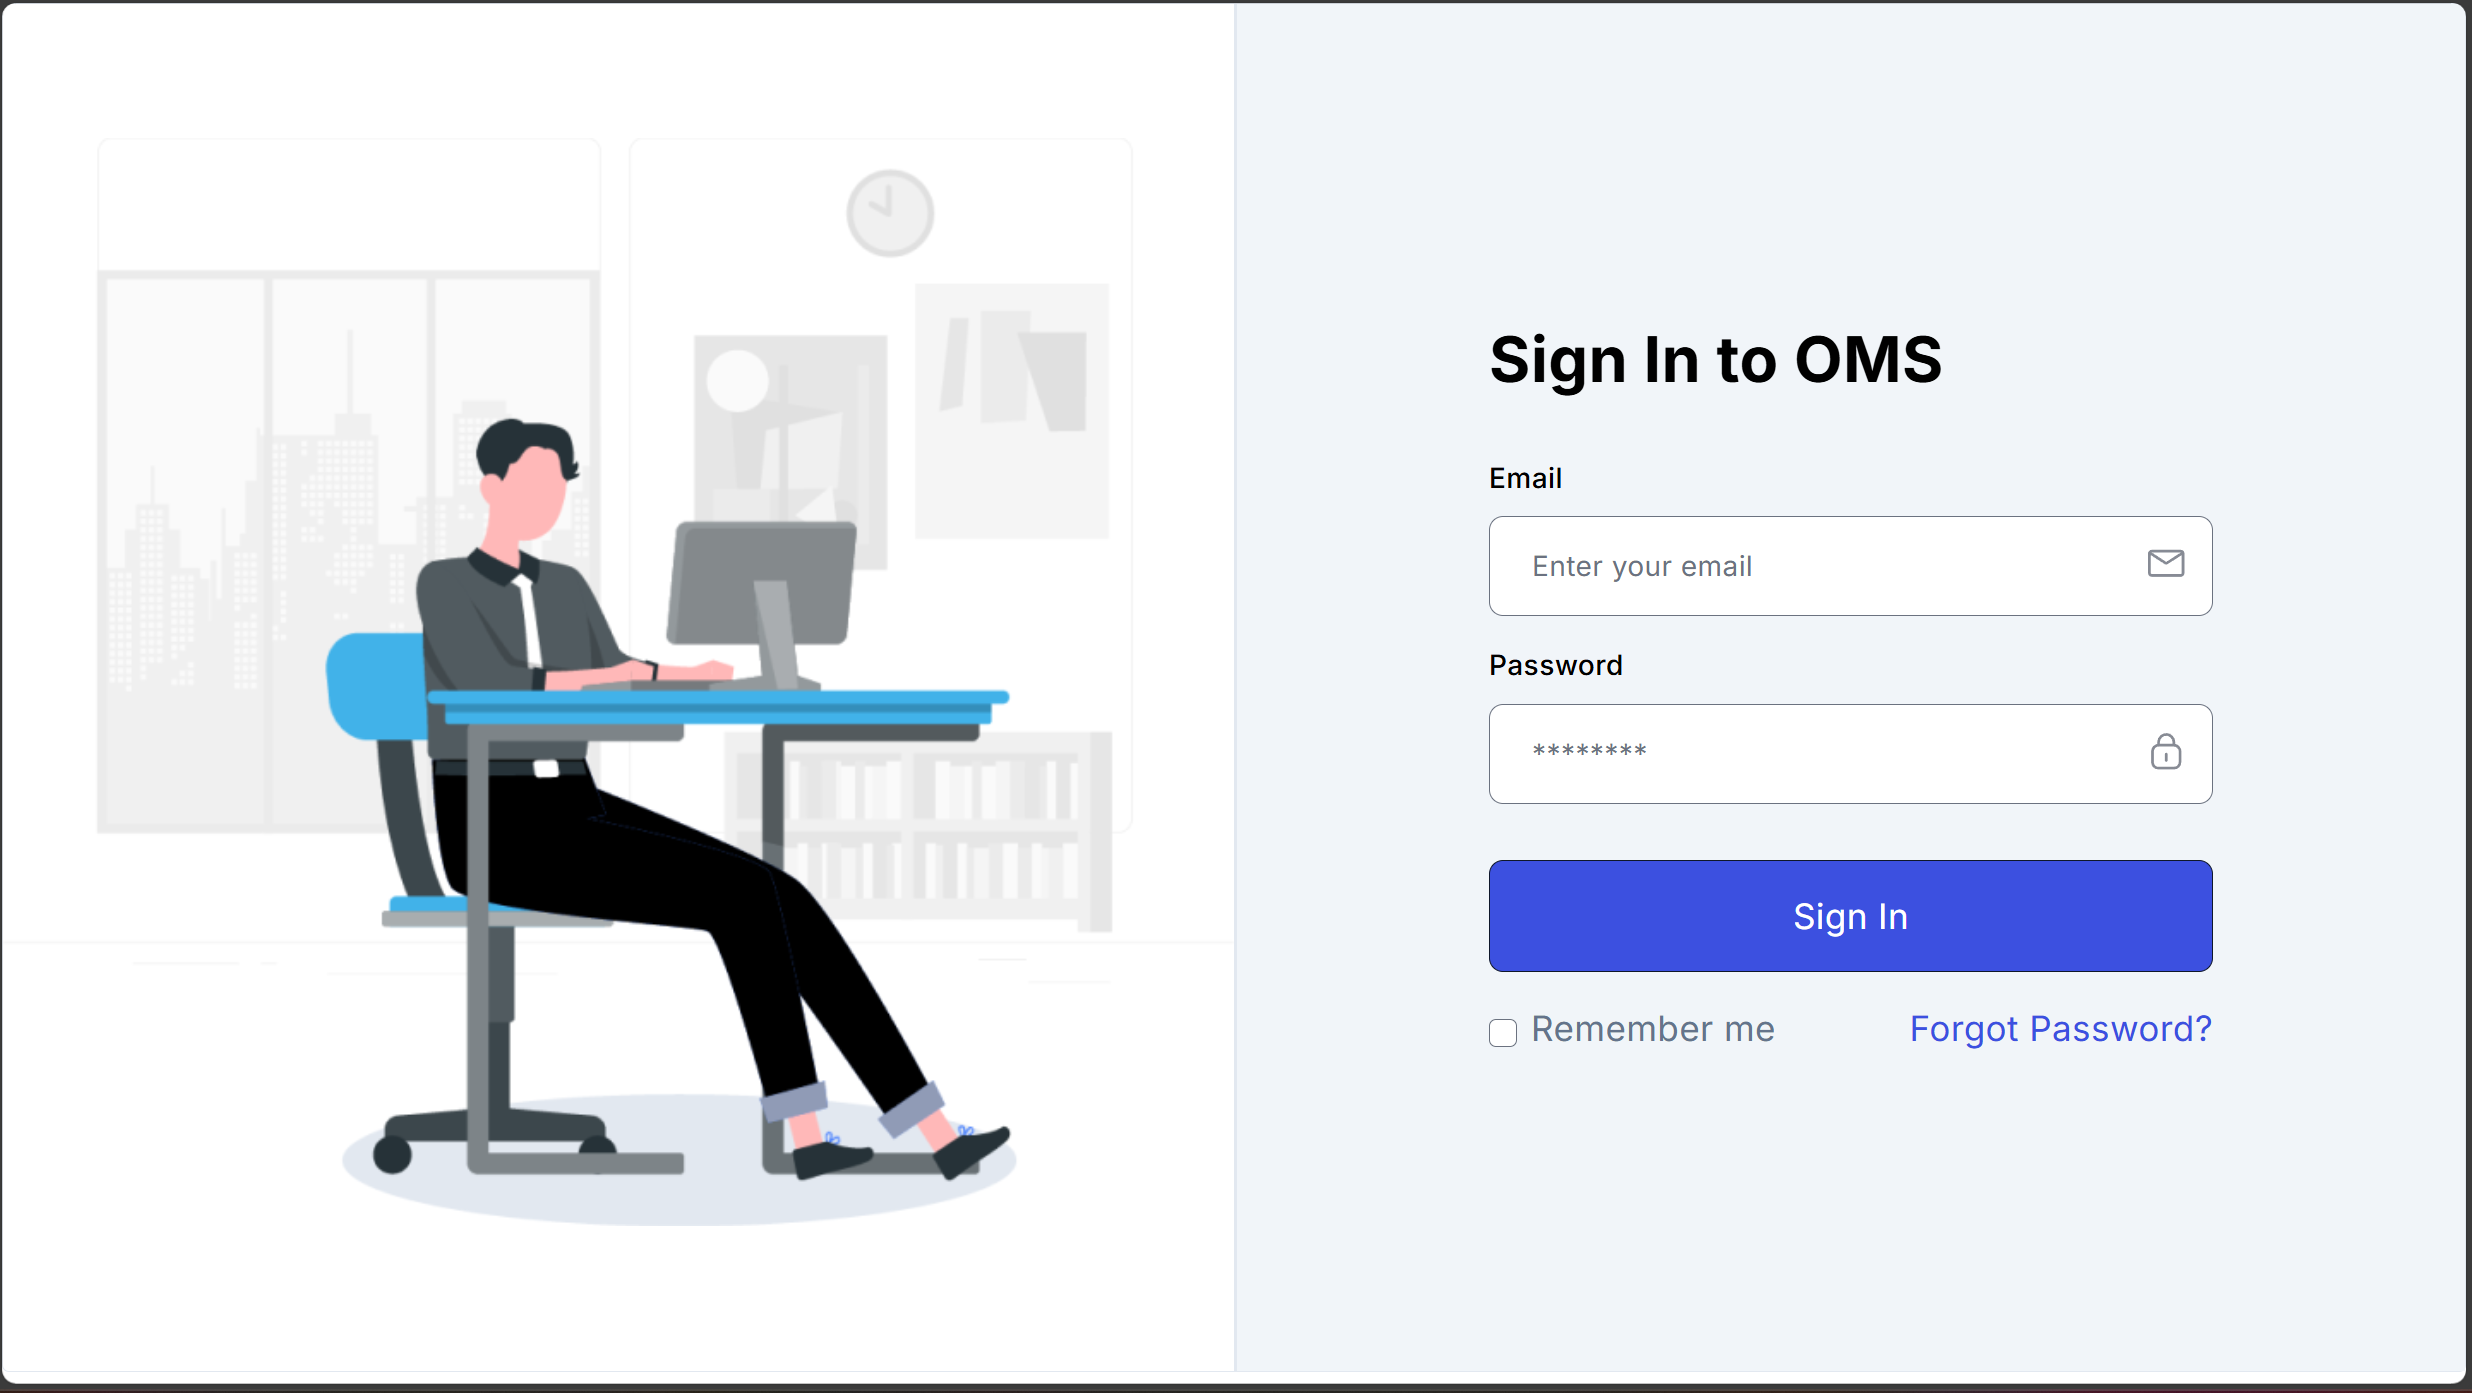 Sign In to OMS
Email
Enter your email
Password
********
Sign In
Remember me
Forgot Password?